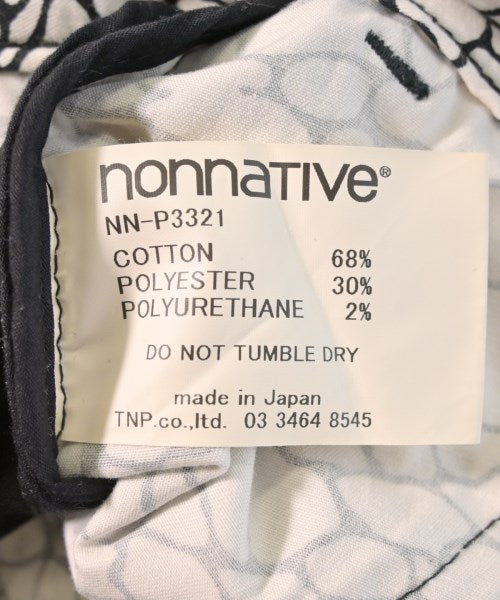 nonnative®
NN-P3321
COTTON 68%
POLYESTER 30%
POLYURETHANE 2%
DO NOT TUMBLE DRY
made in Japan
TNP.co.,ltd. 03 3464 8545